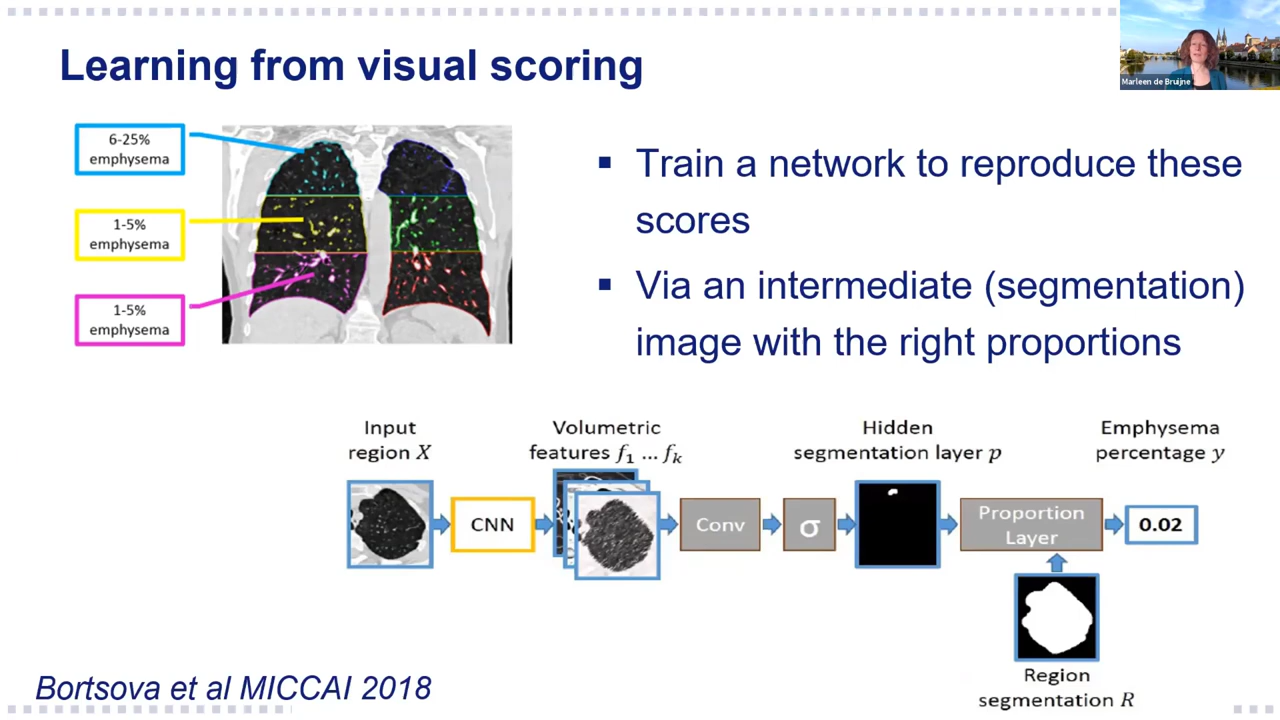 Learning from visual scoring
Marleen de Bruijne
6-25%
emphysema
1-5%
emphysema
1-5%
emphysema
▪ Train a network to reproduce these
scores
▪ Via an intermediate (segmentation)
image with the right proportions
Input
region X
Volumetric
features f₁ … fₖ
Hidden
segmentation layer p
Emphysema
percentage y
CNN
Conv
σ
Proportion
Layer
0.02
Region
segmentation R
Bortsova et al MICCAI 2018